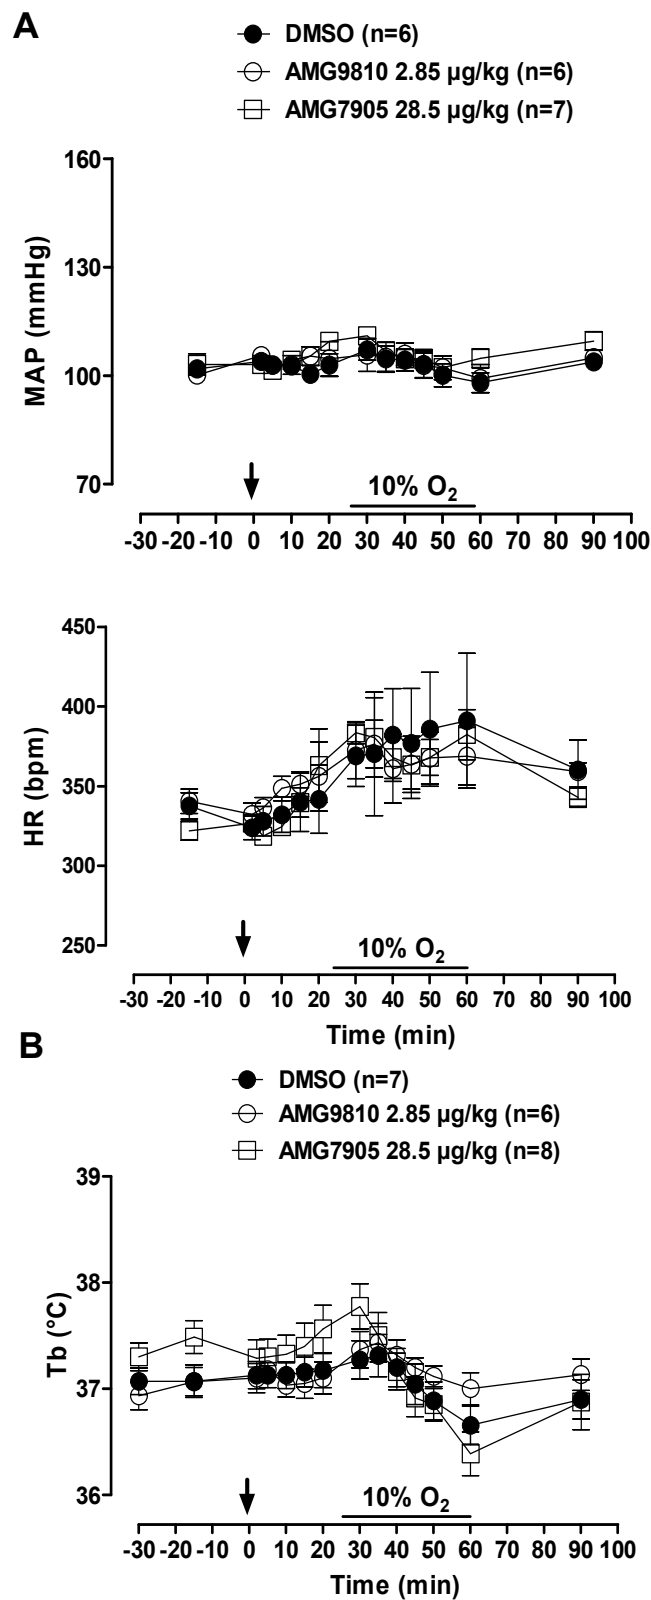 A
DMSO (n=6)
AMG9810 2.85 µg/kg (n=6)
AMG7905 28.5 µg/kg (n=7)
160
130
100
70
MAP (mmHg)
10% O₂
-30 -20 -10 0 10 20 30 40 50 60 70 80 90 100
450
400
350
300
250
HR (bpm)
10% O₂
-30 -20 -10 0 10 20 30 40 50 60 70 80 90 100
Time (min)
B
DMSO (n=7)
AMG9810 2.85 µg/kg (n=6)
AMG7905 28.5 µg/kg (n=8)
39
38
37
36
Tb (°C)
10% O₂
-30 -20 -10 0 10 20 30 40 50 60 70 80 90 100
Time (min)